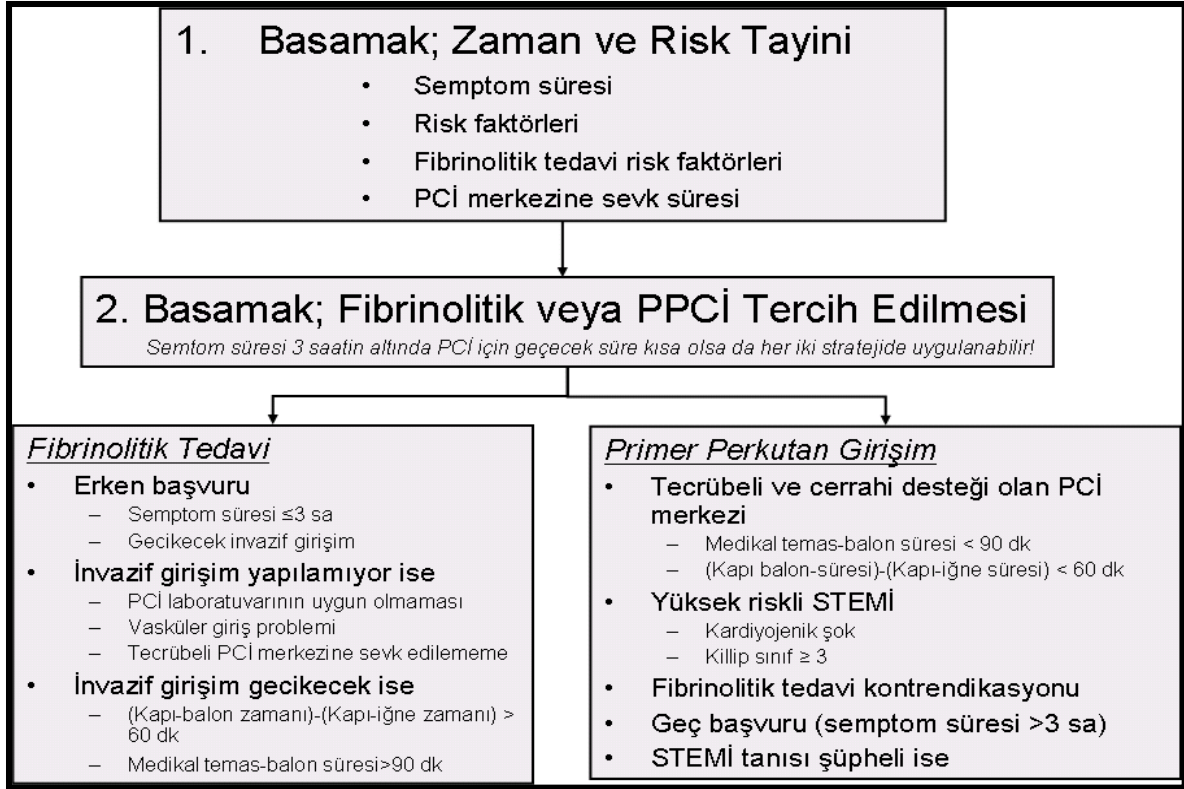 1. Basamak; Zaman ve Risk Tayini
• Semptom süresi
• Risk faktörleri
• Fibrinolitik tedavi risk faktörleri
• PCİ merkezine sevk süresi
2. Basamak; Fibrinolitik veya PPCİ Tercih Edilmesi
Semtom süresi 3 saatin altında PCİ için geçecek süre kısa olsa da her iki stratejide uygulanabilir!
Fibrinolitik Tedavi
• Erken başvuru
– Semptom süresi ≤3 sa
– Gecikecek invazif girişim
• İnvazif girişim yapılamıyor ise
– PCİ laboratuvarının uygun olmaması
– Vasküler giriş problemi
– Tecrübeli PCİ merkezine sevk edilememe
• İnvazif girişim gecikecek ise
– (Kapı-balon zamanı)-(Kapı-iğne zamanı) >
60 dk
– Medikal temas-balon süresi>90 dk
Primer Perkutan Girişim
• Tecrübeli ve cerrahi desteği olan PCİ
merkezi
– Medikal temas-balon süresi < 90 dk
– (Kapı balon-süresi)-(Kapı-iğne süresi) < 60 dk
• Yüksek riskli STEMİ
– Kardiyojenik şok
– Killip sınıf ≥ 3
• Fibrinolitik tedavi kontrendikasyonu
• Geç başvuru (semptom süresi >3 sa)
• STEMİ tanısı şüpheli ise